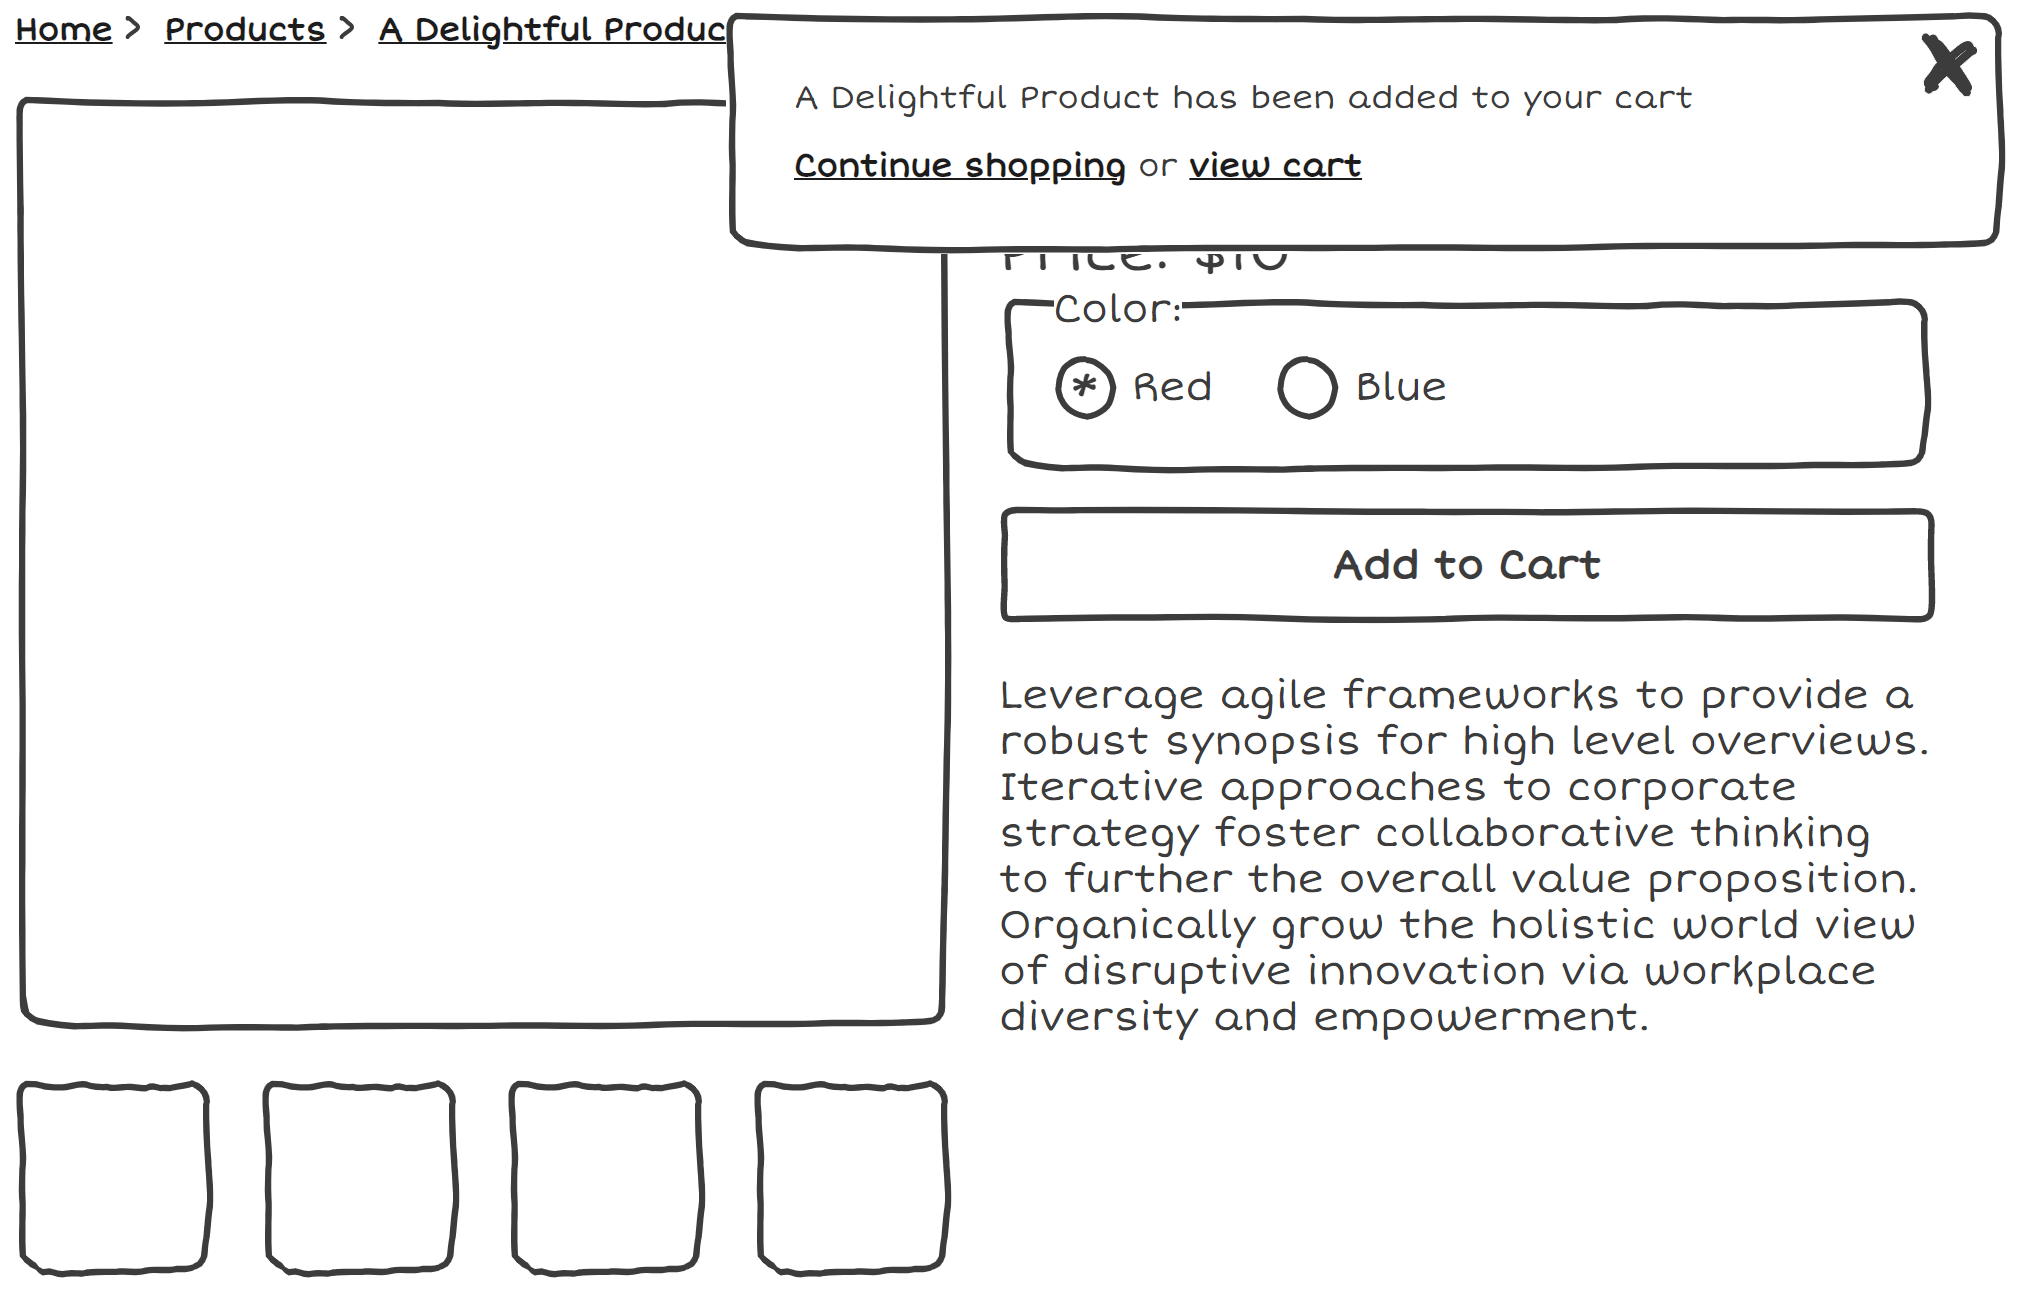 Home > Products > A Delightful Produc
A Delightful Product has been added to your cart
Continue shopping or view cart
Price: $10
Color:
* Red Blue
Add to Cart
Leverage agile frameworks to provide a
robust synopsis for high level overviews.
Iterative approaches to corporate
strategy foster collaborative thinking
to further the overall value proposition.
Organically grow the holistic world view
of disruptive innovation via workplace
diversity and empowerment.